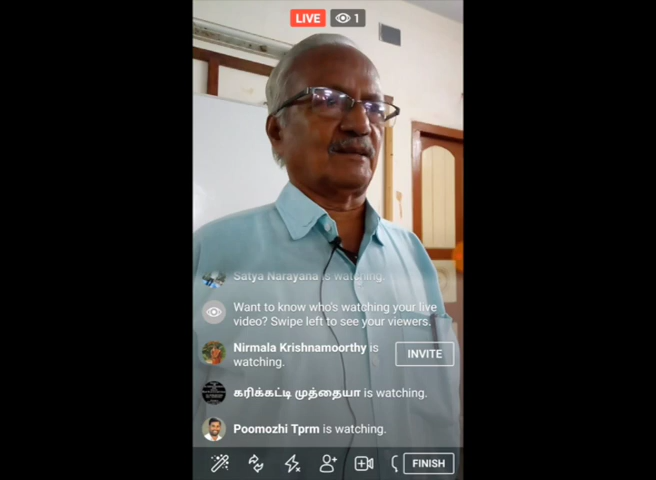 LIVE 1
Satya Narayana is watching.
Want to know who's watching your live
video? Swipe left to see your viewers.
Nirmala Krishnamoorthy is
watching.
INVITE
கரிக்கட்டி முத்தையா is watching.
Poomozhi Tprm is watching.
FINISH